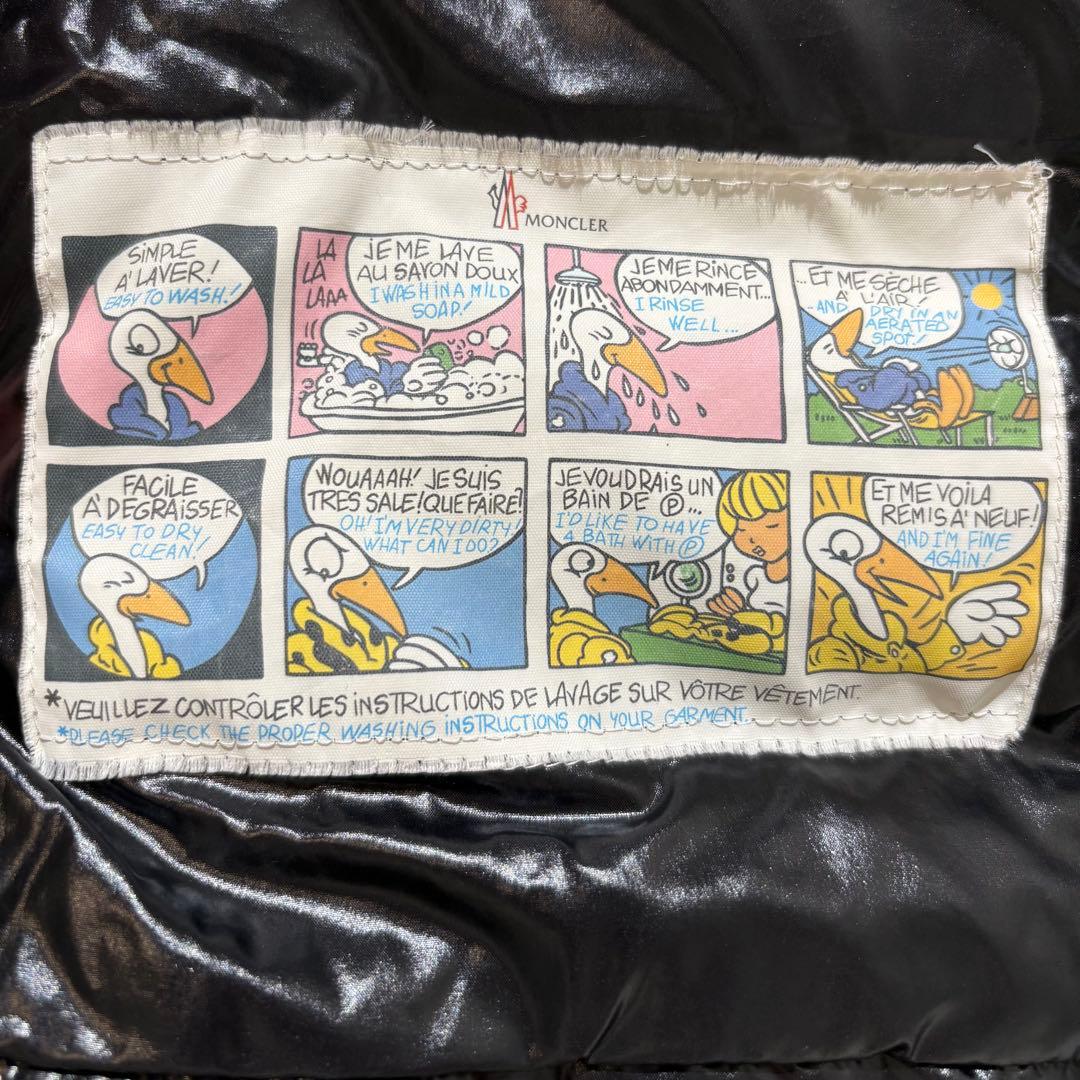 MONCLER
SIMPLE
A' LAVER!
EASY TO WASH!
LA
LA
LAAA
JE ME LAVE
AU SAVON DOUX
I WASH IN A MILD
SOAP!
JE ME RINCE
ABONDAMMENT...
I RINSE
WELL...
...ET ME SÈCHE
A' L'AIR!
...AND DRY IN AN
AERATED
SPOT!
FACILE
A' DEGRAISSER
EASY TO DRY
CLEAN!
WOUAAAH! JE SUIS
TRES SALE! QUE FAIRE?
OH! I'M VERY DIRTY!
WHAT CAN I DO?
JE VOUDRAIS UN
BAIN DE Ⓟ...
I'D LIKE TO HAVE
A BATH WITH Ⓟ
ET ME VOILA
REMIS A' NEUF!
AND I'M FINE
AGAIN!
*VEUILLEZ CONTRÔLER LES INSTRUCTIONS DE LAVAGE SUR VÔTRE VÉTEMENT.
*PLEASE CHECK THE PROPER WASHING INSTRUCTIONS ON YOUR GARMENT.